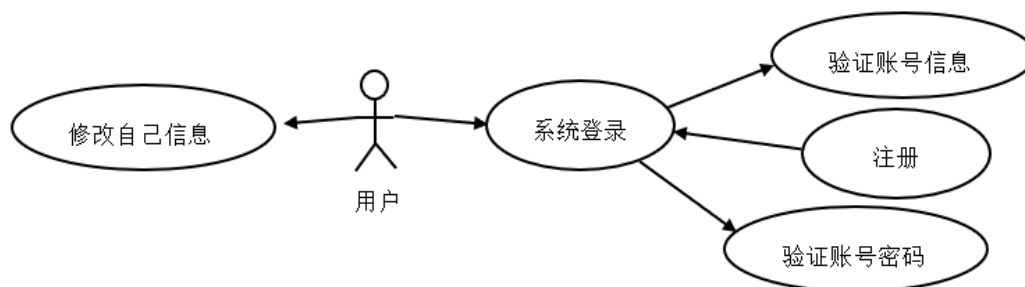 验证账号信息
修改自己信息
系统登录
注册
用户
验证账号密码